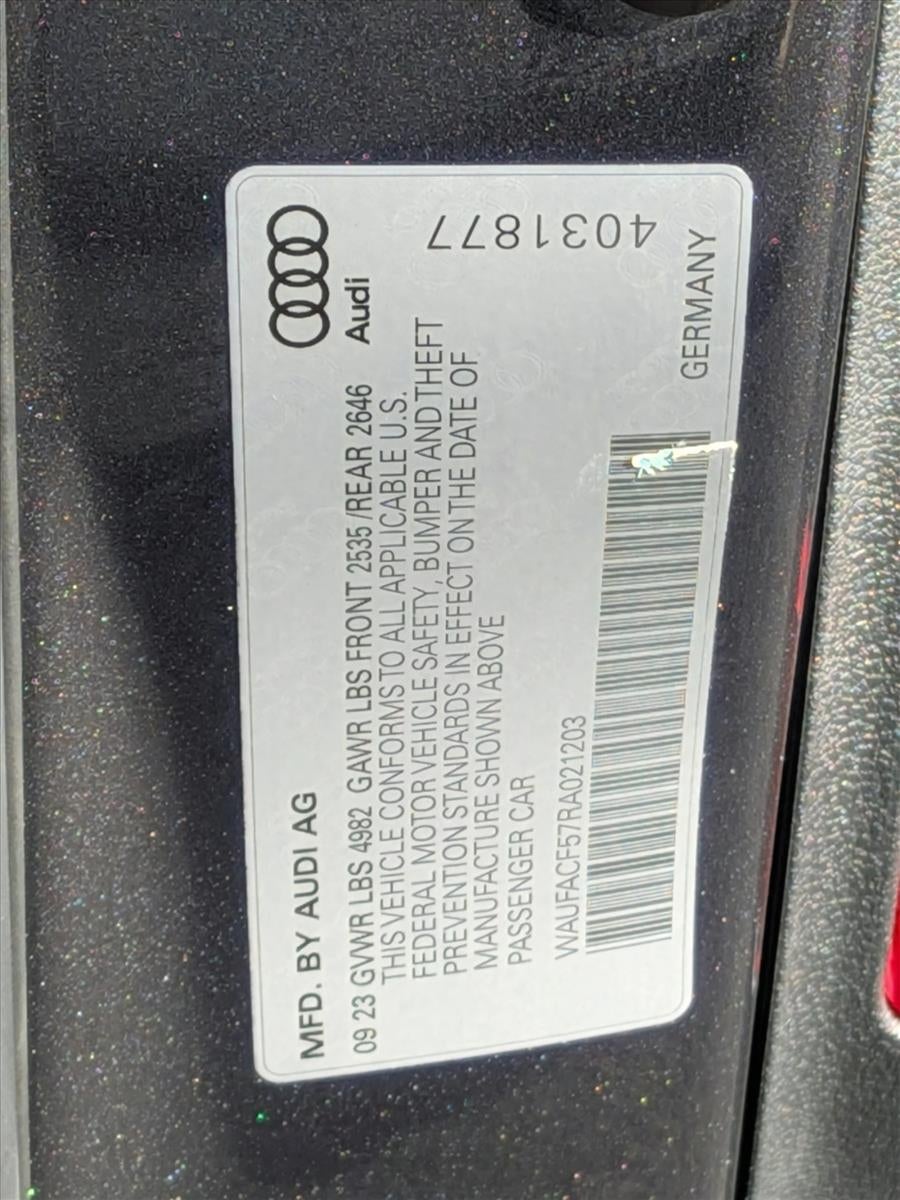 MFD. BY AUDI AG
Audi
09 23 GVWR LBS 4982 GAWR LBS FRONT 2535 /REAR 2646
THIS VEHICLE CONFORMS TO ALL APPLICABLE U.S.
FEDERAL MOTOR VEHICLE SAFETY, BUMPER AND THEFT
PREVENTION STANDARDS IN EFFECT ON THE DATE OF
MANUFACTURE SHOWN ABOVE
PASSENGER CAR
WAUFACF57RA021203
4031877
GERMANY